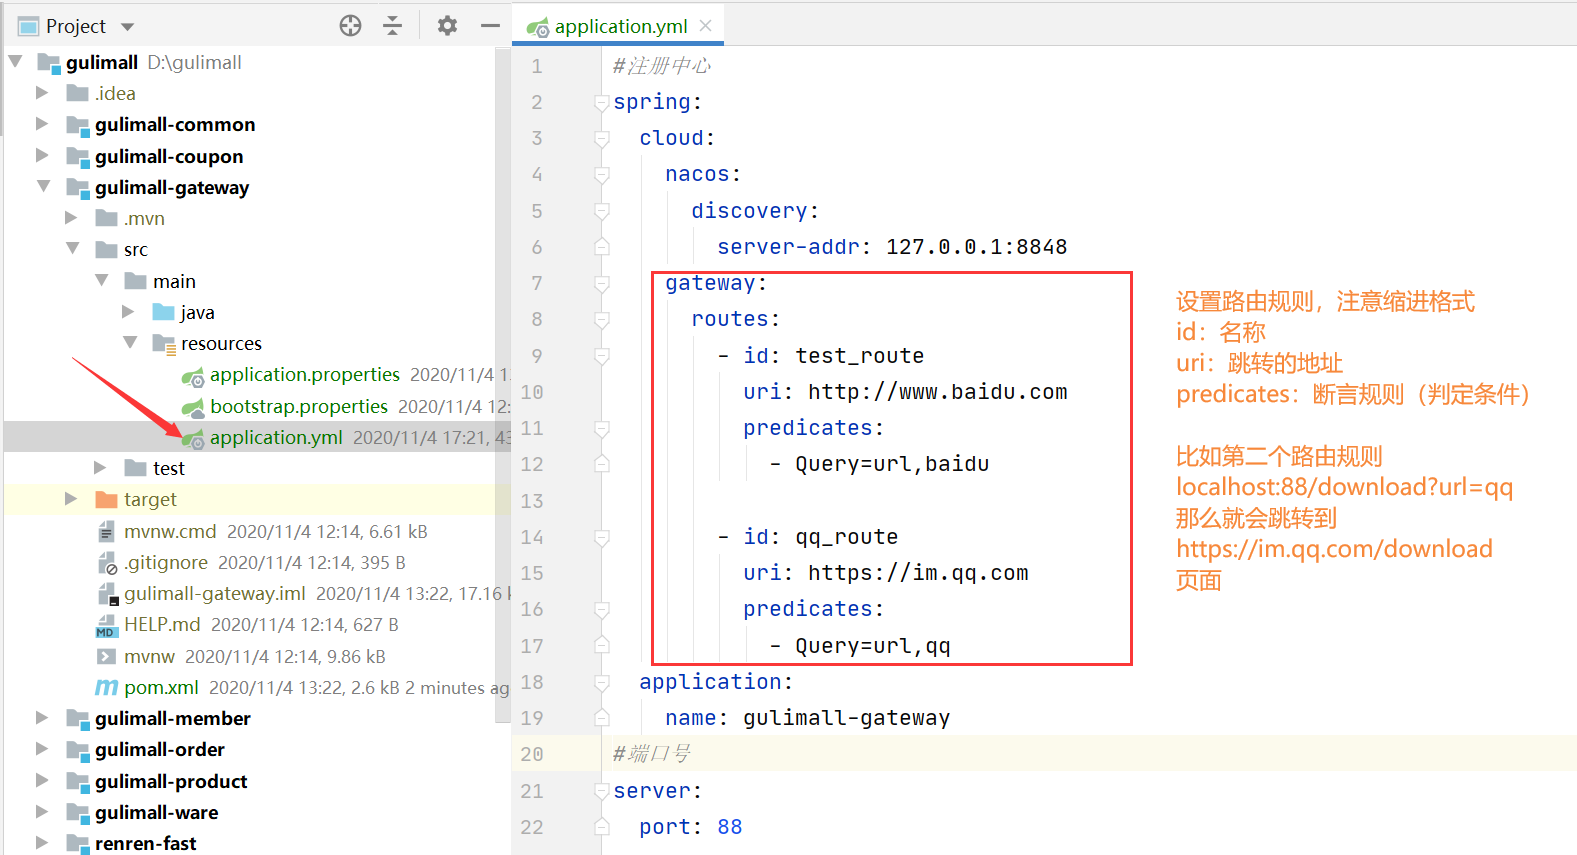 Project
gulimall D:\gulimall
.idea
gulimall-common
gulimall-coupon
gulimall-gateway
.mvn
src
main
java
resources
application.properties 2020/11/4 1
bootstrap.properties 2020/11/4 12:
application.yml 2020/11/4 17:21, 43
test
target
mvnw.cmd 2020/11/4 12:14, 6.61 kB
.gitignore 2020/11/4 12:14, 395 B
gulimall-gateway.iml 2020/11/4 13:22, 17.16 k
HELP.md 2020/11/4 12:14, 627 B
mvnw 2020/11/4 12:14, 9.86 kB
pom.xml 2020/11/4 13:22, 2.6 kB 2 minutes ag
gulimall-member
gulimall-order
gulimall-product
gulimall-ware
renren-fast
application.yml
1 #注册中心
2 spring:
3 cloud:
4 nacos:
5 discovery:
6 server-addr: 127.0.0.1:8848
7 gateway:
8 routes:
9 - id: test_route
10 uri: http://www.baidu.com
11 predicates:
12 - Query=url,baidu
13
14 - id: qq_route
15 uri: https://im.qq.com
16 predicates:
17 - Query=url,qq
18 application:
19 name: gulimall-gateway
20 #端口号
21 server:
22 port: 88
设置路由规则，注意缩进格式
id：名称
uri：跳转的地址
predicates：断言规则（判定条件）
比如第二个路由规则
localhost:88/download?url=qq
那么就会跳转到
https://im.qq.com/download
页面